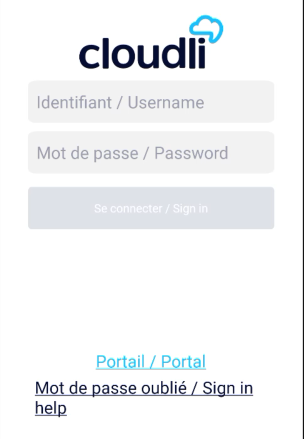 cloudli
Identifiant / Username
Mot de passe / Password
Se connecter / Sign in
Portail / Portal
Mot de passe oublié / Sign in
help